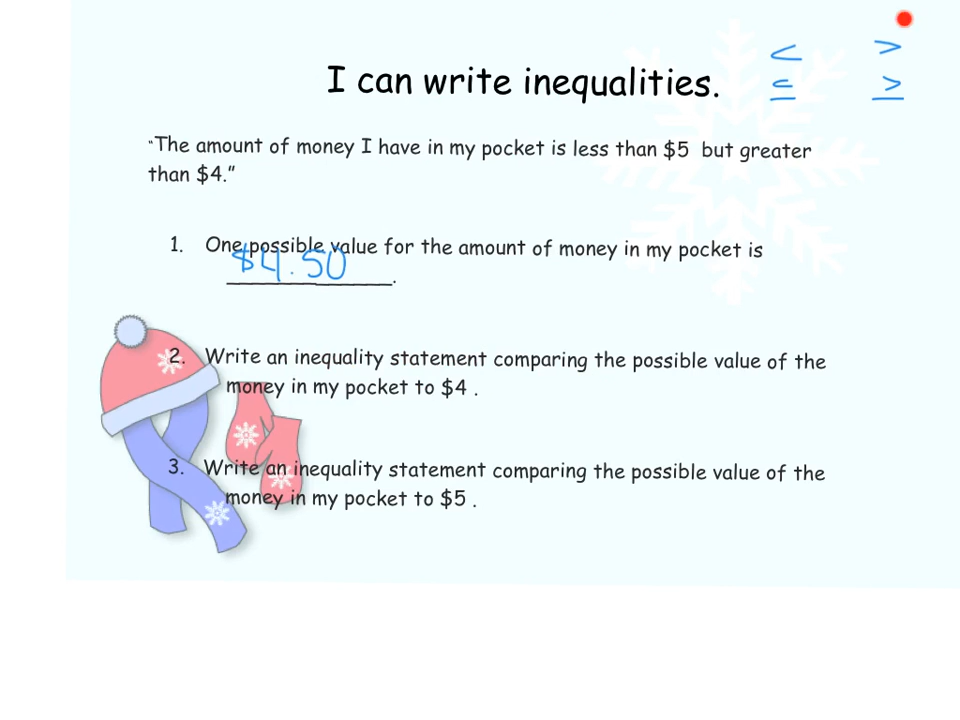 < >
I can write inequalities.
≤ ≥
"The amount of money I have in my pocket is less than $5 but greater
than $4."
1. One possible value for the amount of money in my pocket is
$4.50
____________.
2. Write an inequality statement comparing the possible value of the
money in my pocket to $4 .
3. Write an inequality statement comparing the possible value of the
money in my pocket to $5 .